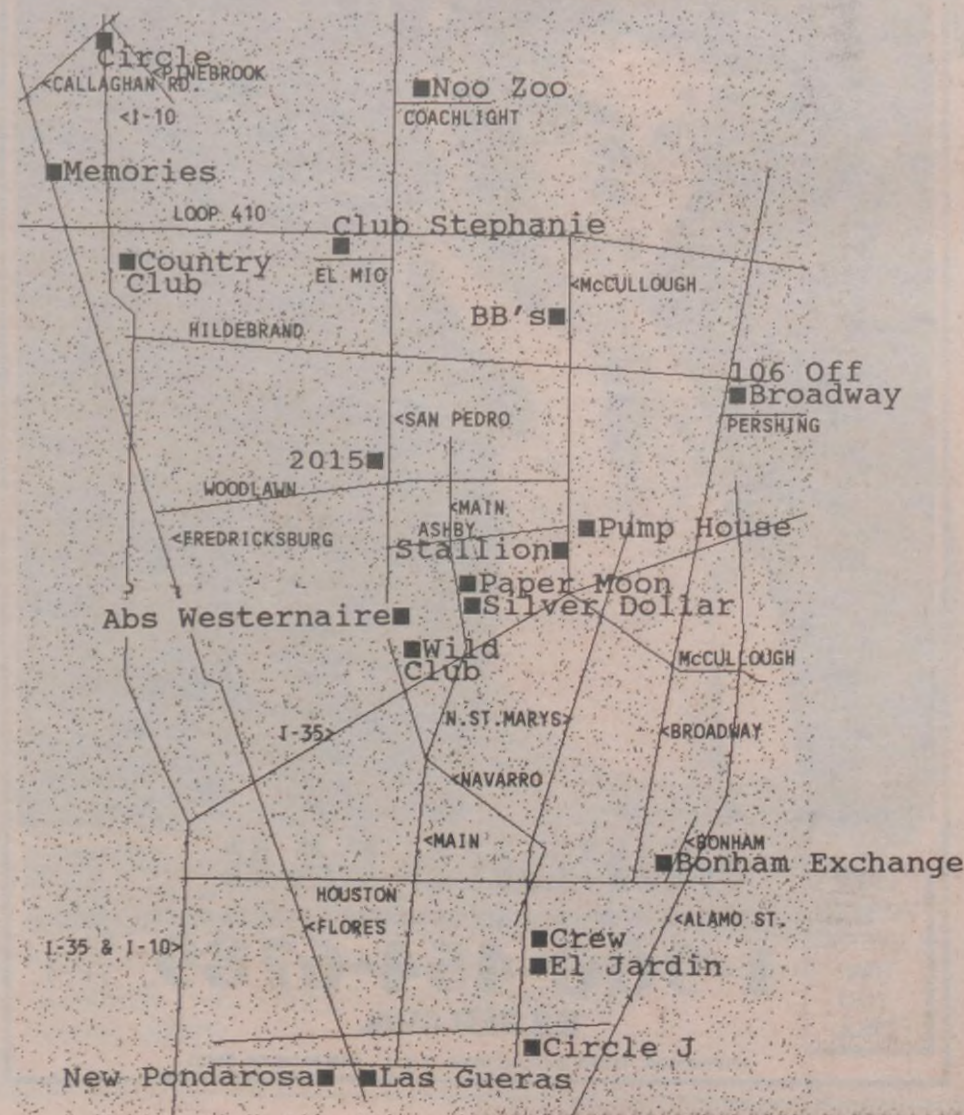 Circle
<PINEBROOK
<CALLAGHAN RD.
■Noo Zoo
COACHLIGHT
<I-10
■Memories
LOOP 410
Club Stephanie
■Country
Club
EL MIO
<McCULLOUGH
BB's■
HILDEBRAND
106 Off
■Broadway
PERSHING
<SAN PEDRO
2015■
WOODLAWN
<MAIN
ASHBY
■Pump House
<FREDRICKSBURG
Stallion■
■Paper Moon
■Silver Dollar
Abs Westernaire■
■Wild
Club
McCULLOUGH
N.ST.MARYS>
I-35>
<BROADWAY
<NAVARRO
<MAIN
<BONHAM
■Bonham Exchange
HOUSTON
<ALAMO ST.
<FLORES
I-35 & I-10>
■Crew
■El Jardin
■Circle J
New Pondarosa■
■Las Gueras